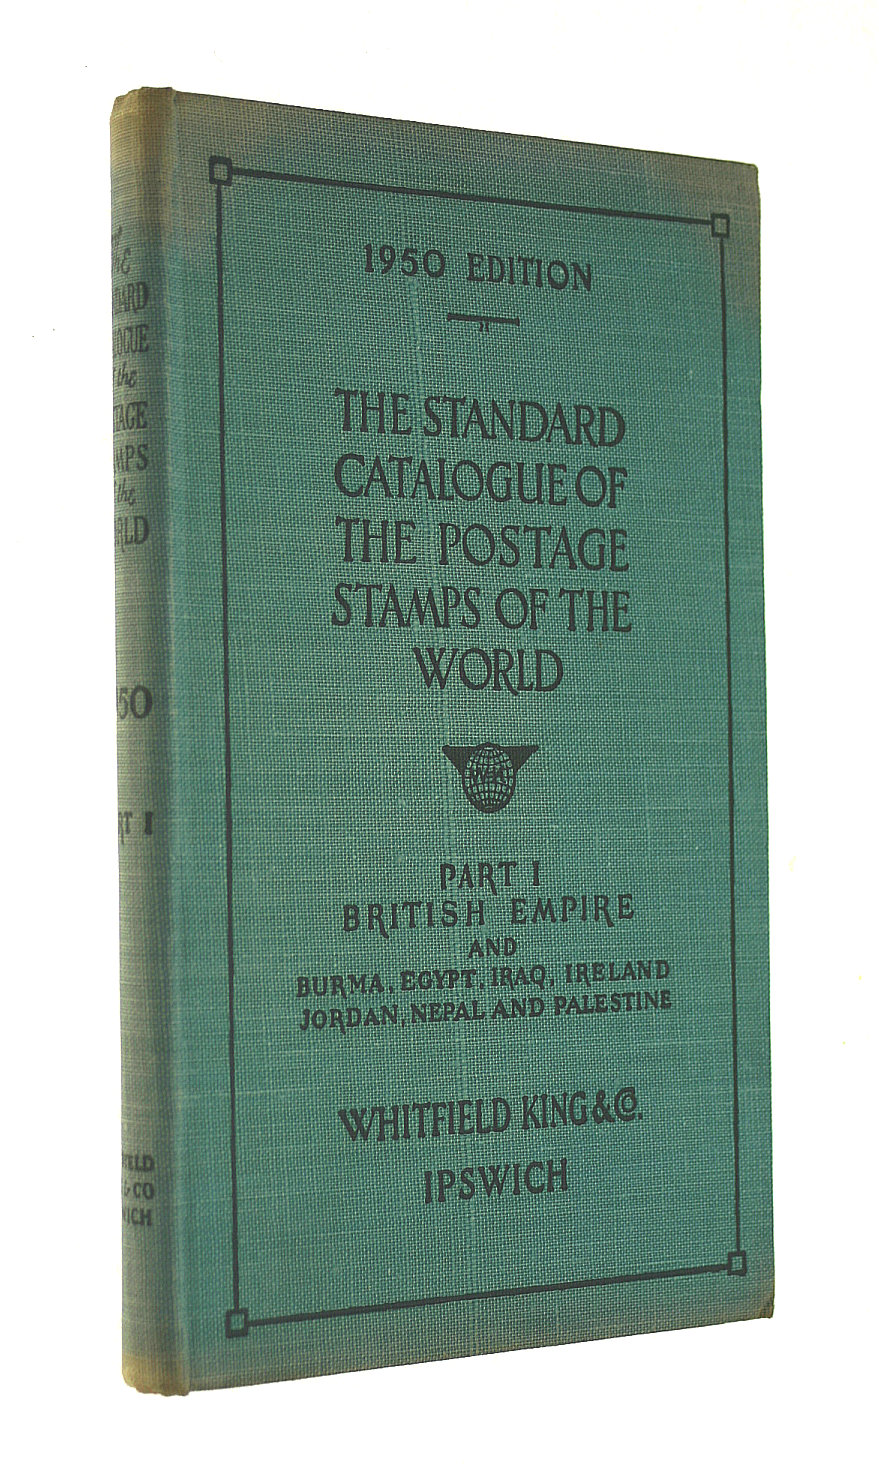 1950 EDITION
THE STANDARD
CATALOGUE OF
THE POSTAGE
STAMPS OF THE
WORLD
PART I
BRITISH EMPIRE
AND
BURMA, EGYPT, IRAQ, IRELAND
JORDAN, NEPAL AND PALESTINE
WHITFIELD KING & CO.
IPSWICH
the